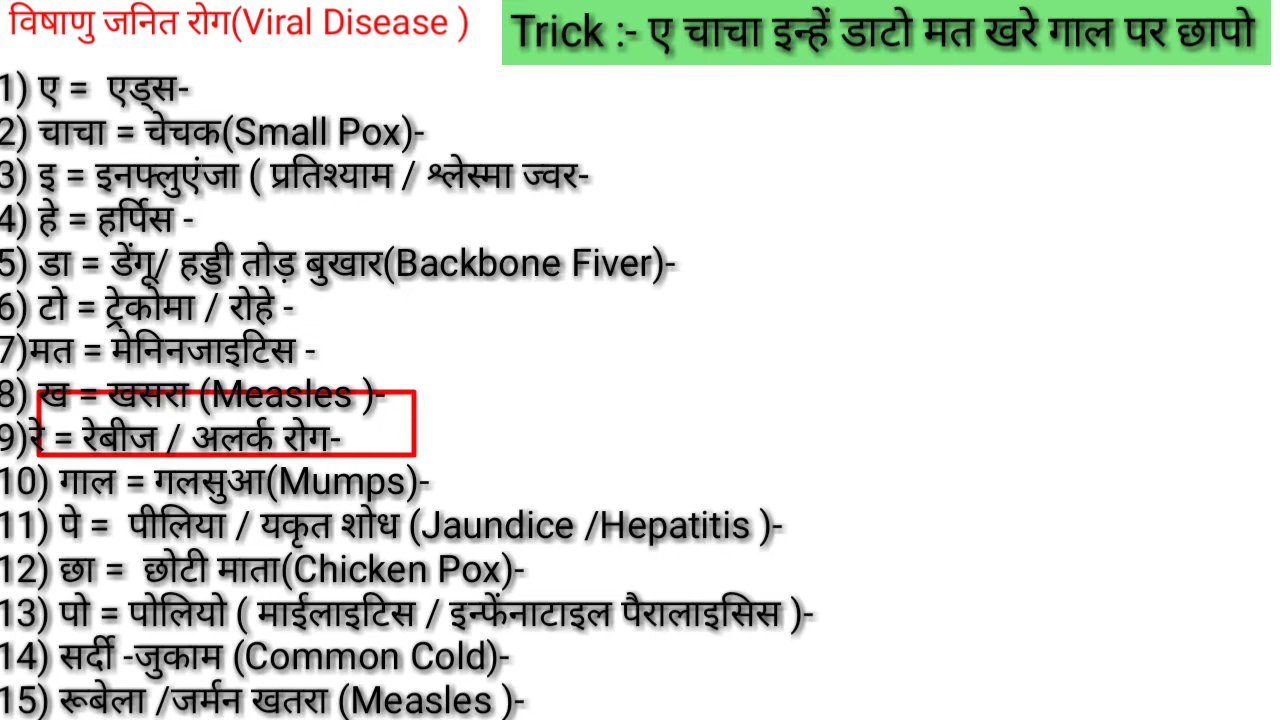 विषाणु जनित रोग(Viral Disease )
Trick :- ए चाचा इन्हें डाटो मत खरे गाल पर छापो
1) ए = एड्स-
2) चाचा = चेचक(Small Pox)-
3) इ = इनफ्लुएंजा ( प्रतिश्याम / श्लेस्मा ज्वर-
4) हे = हर्पिस -
5) डा = डेंगू/ हड्डी तोड़ बुखार(Backbone Fiver)-
6) टो = ट्रेकोमा / रोहे -
7)मत = मेनिनजाइटिस -
8) ख = खसरा (Measles )-
9)रे = रेबीज / अलर्क रोग-
10) गाल = गलसुआ(Mumps)-
11) पे = पीलिया / यकृत शोध (Jaundice /Hepatitis )-
12) छा = छोटी माता(Chicken Pox)-
13) पो = पोलियो ( माईलाइटिस / इन्फेंनाटाइल पैरालाइसिस )-
14) सर्दी -जुकाम (Common Cold)-
15) रूबेला /जर्मन खतरा (Measles )-